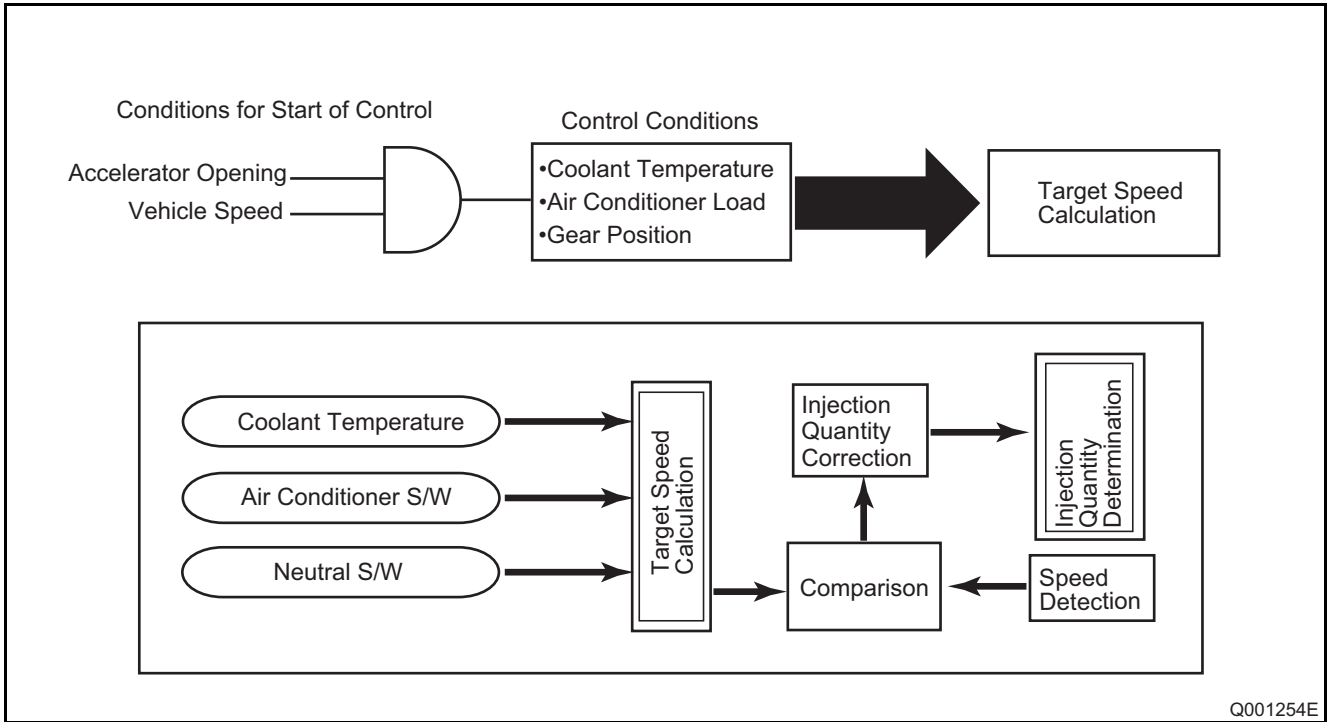 Conditions for Start of Control
Accelerator Opening
Vehicle Speed
Control Conditions
•Coolant Temperature
•Air Conditioner Load
•Gear Position
Target Speed
Calculation
Coolant Temperature
Air Conditioner S/W
Neutral S/W
Target Speed
Calculation
Injection
Quantity
Correction
Injection
Quantity
Determination
Comparison
Speed
Detection
Q001254E